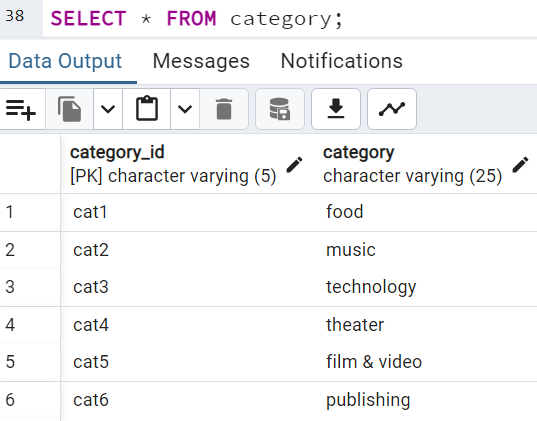 38 SELECT * FROM category;
Data Output Messages Notifications
category_id category
[PK] character varying (5) character varying (25)
1 cat1 food
2 cat2 music
3 cat3 technology
4 cat4 theater
5 cat5 film & video
6 cat6 publishing